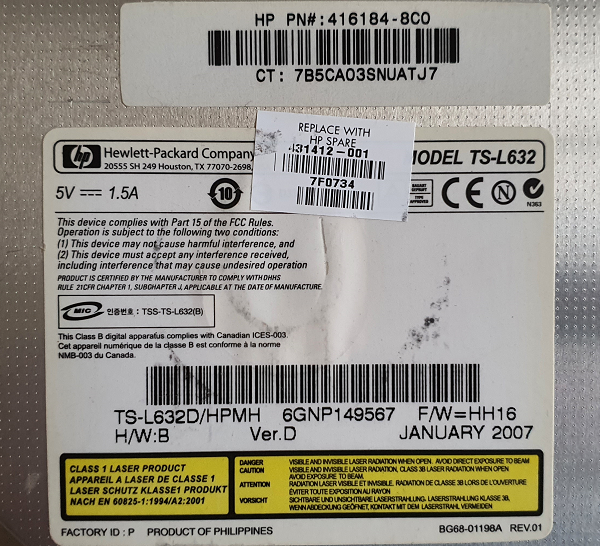 HP PN#:416184-8C0
CT: 7B5CA03SNUATJ7
REPLACE WITH
HP SPARE
431412-001
7F0734
hp Hewlett-Packard Company
20555 SH 249 Houston, TX 77070-2698,
MODEL TS-L632
5V 1.5A
10
CE N
N363
This device complies with Part 15 of the FCC Rules.
Operation is subject to the following two conditions:
(1) This device may not cause harmful interference, and
(2) This device must accept any interference received,
including interference that may cause undesired operation
PRODUCT IS CERTIFIED BY THE MANUFACTURER TO COMPLY WITH DHHS
RULE 21CFR CHAPTER 1, SUBCHAPTER J, APPLICABLE AT THE DATE OF MANUFACTURE.
MIC 인증번호 : TSS-TS-L632(B)
This Class B digital apparatus complies with Canadian ICES-003.
Cet appareil numérique de la classe B est conforme à la norme
NMB-003 du Canada.
TS-L632D/HPMH 6GNP149567 F/W=HH16
H/W:B Ver.D JANUARY 2007
CLASS 1 LASER PRODUCT
APPAREIL A LASER DE CLASSE 1
LASER SCHUTZ KLASSE1 PRODUKT
NACH EN 60825-1:1994/A2:2001
DANGER VISIBLE AND INVISIBLE LASER RADIATION WHEN OPEN. AVOID DIRECT EXPOSURE TO BEAM
CAUTION VISIBLE AND INVISIBLE LASER RADIATION, CLASS 3B LASER RADIATION WHEN OPEN
AVOID EXPOSURE TO BEAM
ATTENTION RADIATION LASER VISIBLE ET INVISIBLE. RADIATION DE CLASSE 3B LORS DE L'OUVERTURE
ÉVITER TOUTE EXPOSITION AU RAYON
VORSICHT SICHTBARE UND UNSICHTBARE LASERSTRAHLUNG. LASERSTRAHLUNG KLASSE 3B,
WENN ABDECKUNG GEÖFFNET, KONTAKT MIT DEM LASERSTRAHL VERMEIDEN
FACTORY ID : P PRODUCT OF PHILIPPINES BG68-01198A REV.01